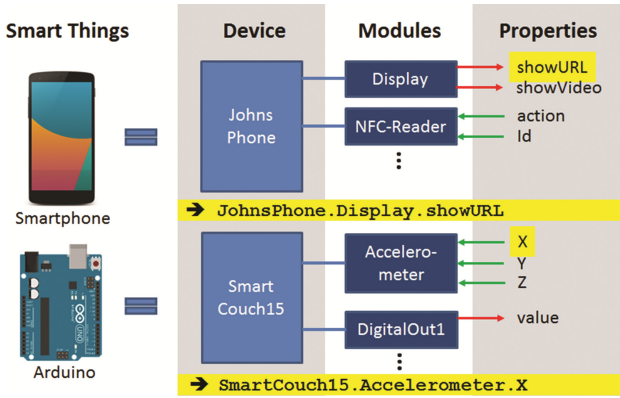 Smart Things
Device
Modules
Properties
Smartphone
Johns
Phone
Display
showURL
showVideo
NFC-Reader
action
Id
➔ JohnsPhone.Display.showURL
Arduino
Smart
Couch15
Accelero-
meter
X
Y
Z
DigitalOut1
value
➔ SmartCouch15.Accelerometer.X